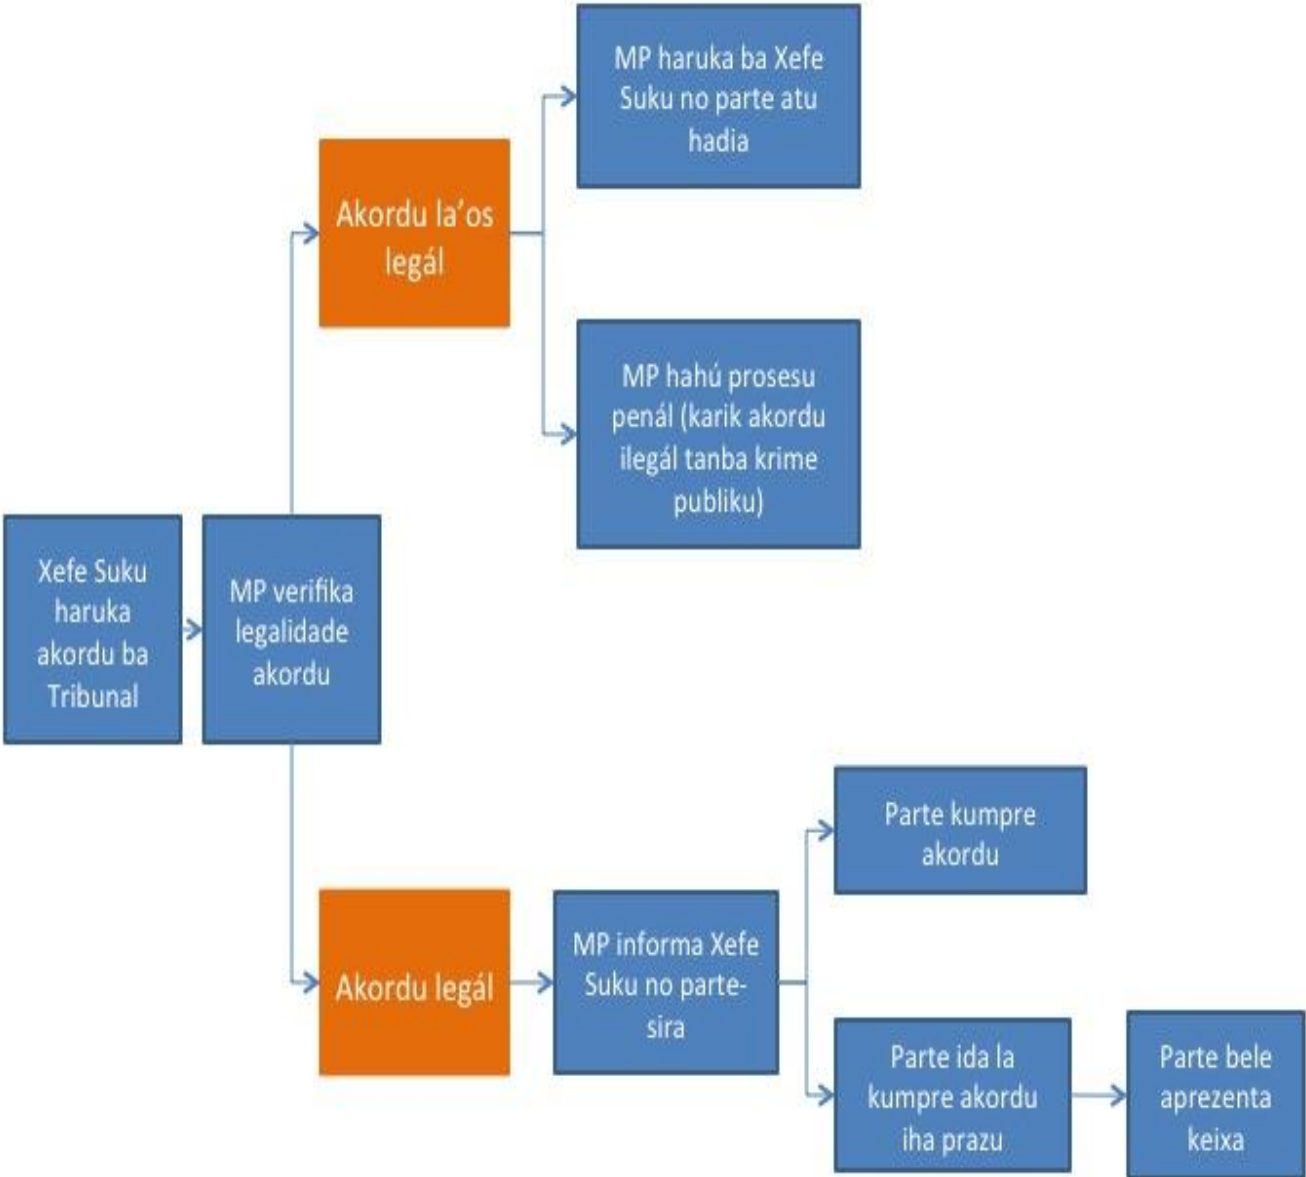 MP haruka ba Xefe
Suku no parte atu
hadia
Akordu la’os
legál
MP hahú prosesu
penál (karik akordu
ilegál tanba krime
publiku)
Xefe Suku
haruka
akordu ba
Tribunal
MP verifika
legalidade
akordu
Parte kumpre
akordu
Akordu legál
MP informa Xefe
Suku no parte-
sira
Parte ida la
kumpre akordu
iha prazu
Parte bele
aprezenta
keixa